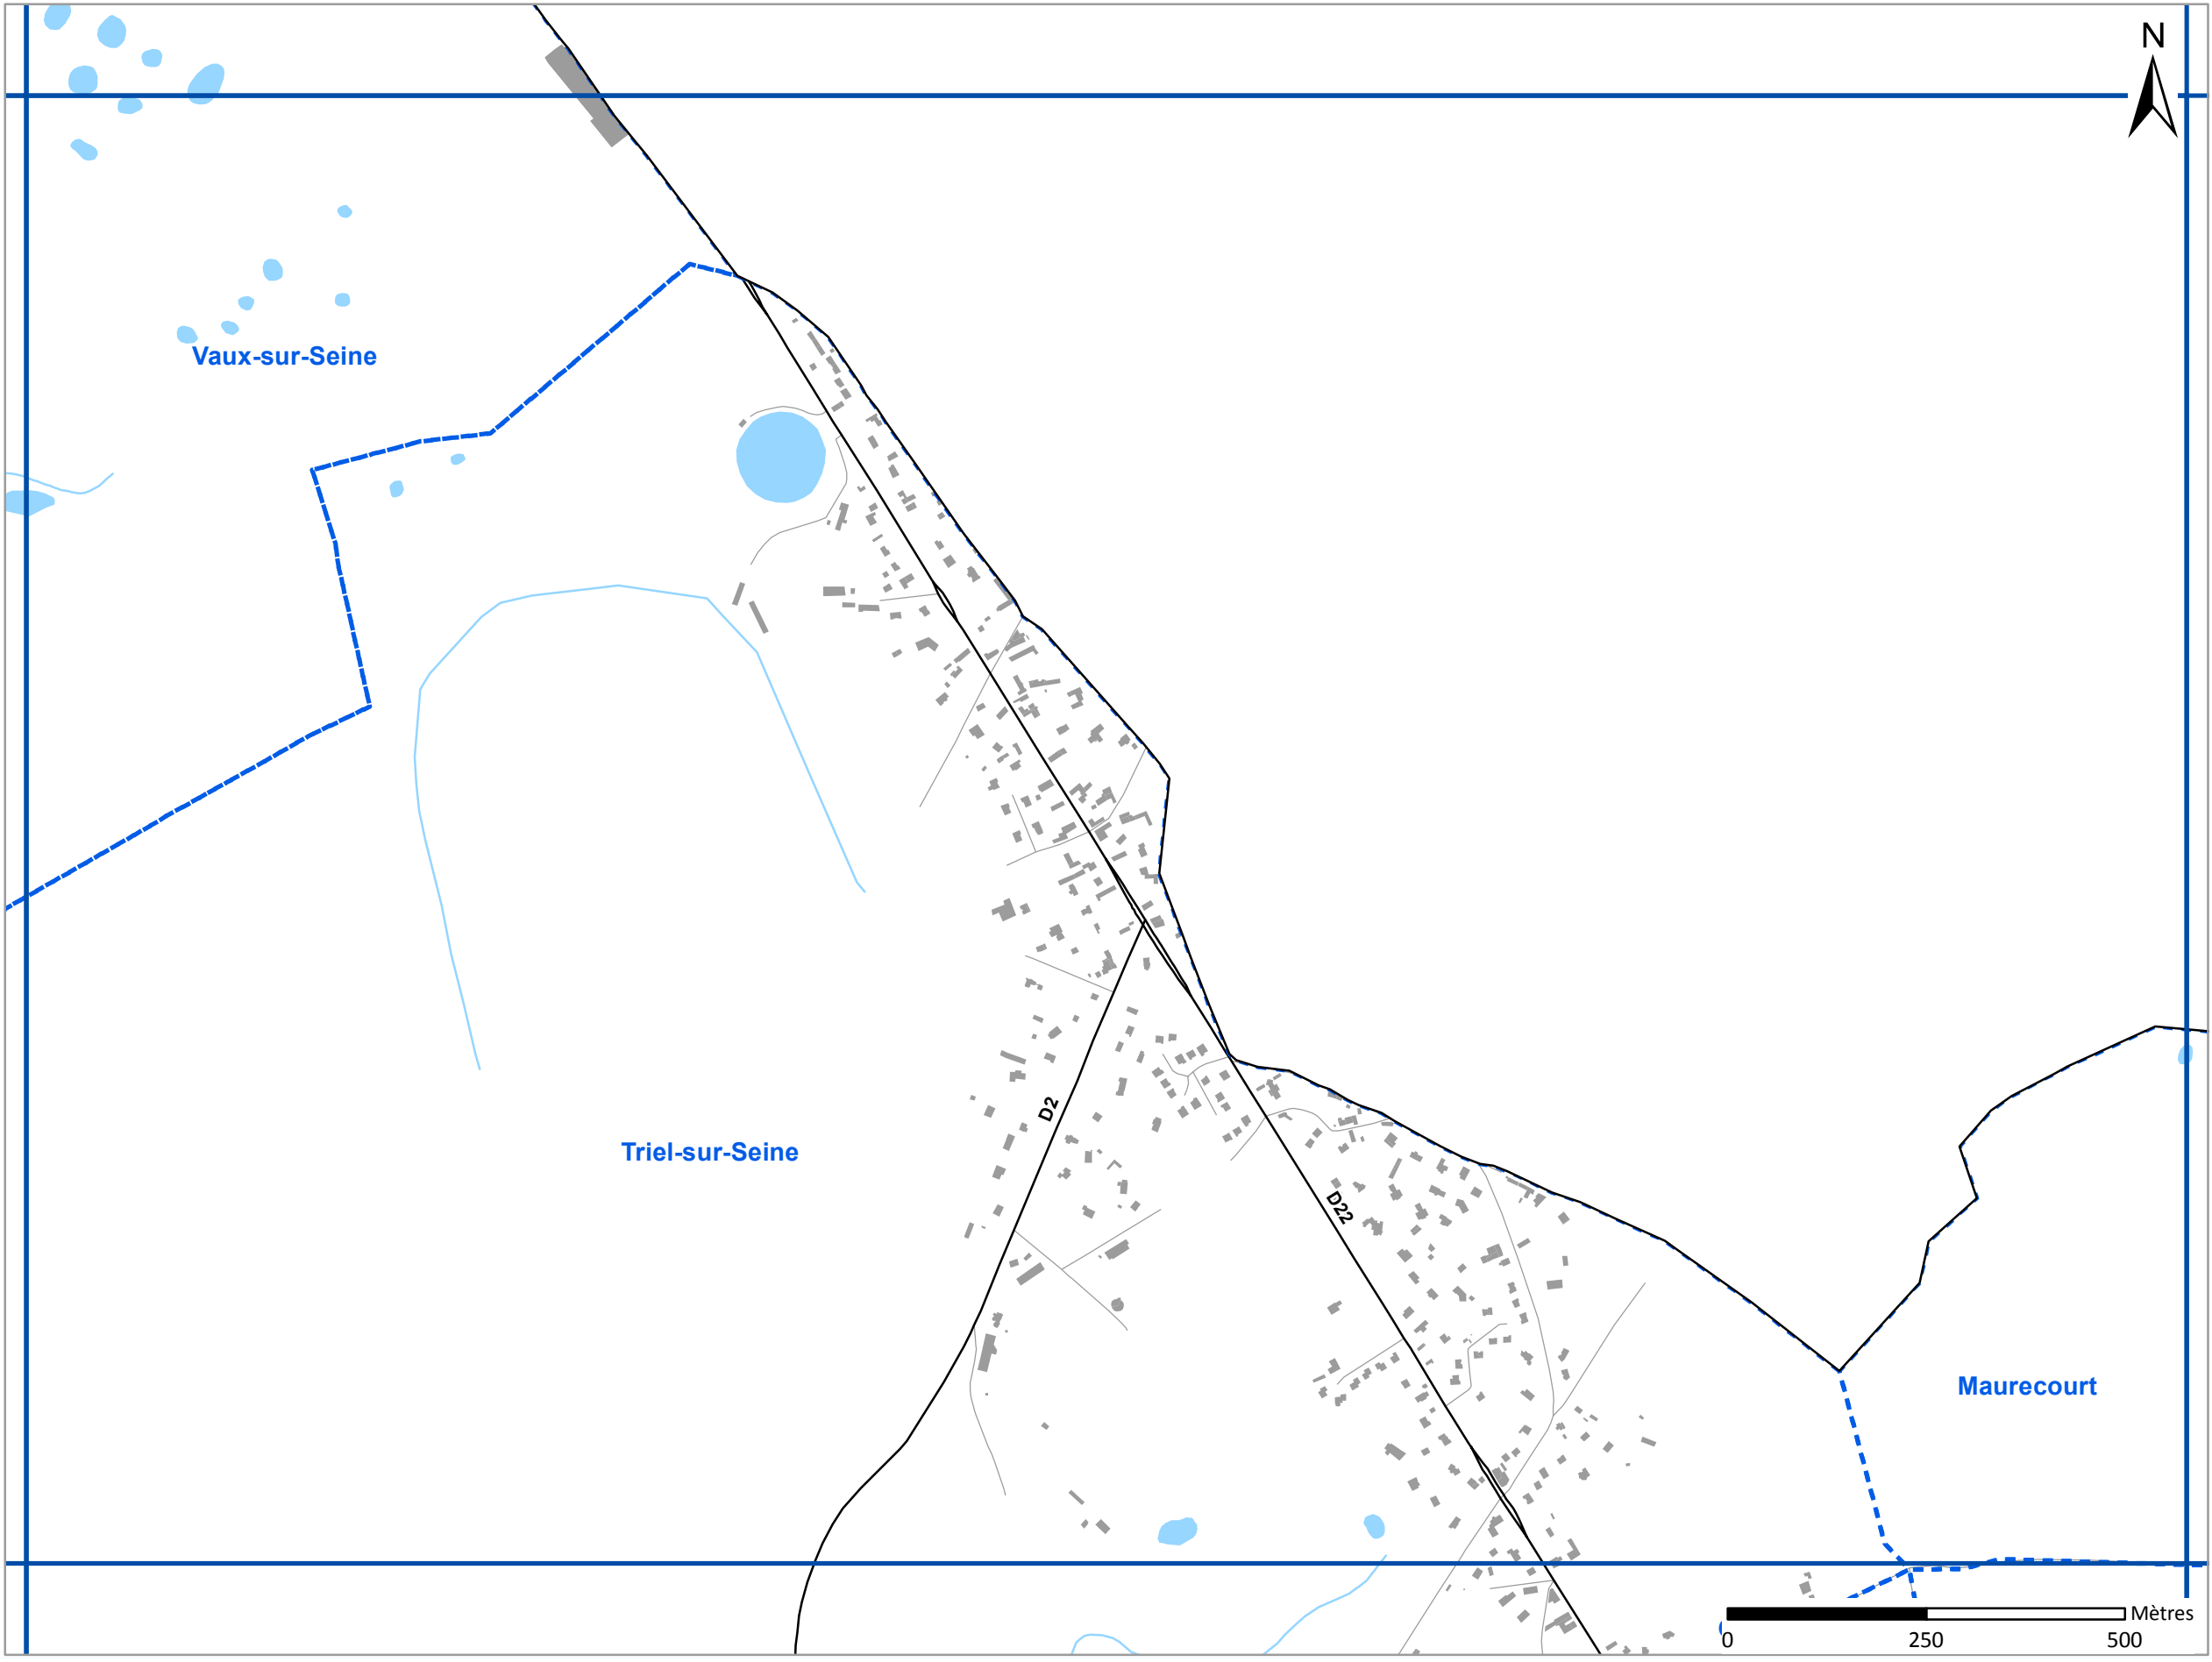 N
Vaux-sur-Seine
D2
Triel-sur-Seine
D22
Maurecourt
Mètres
0 250 500